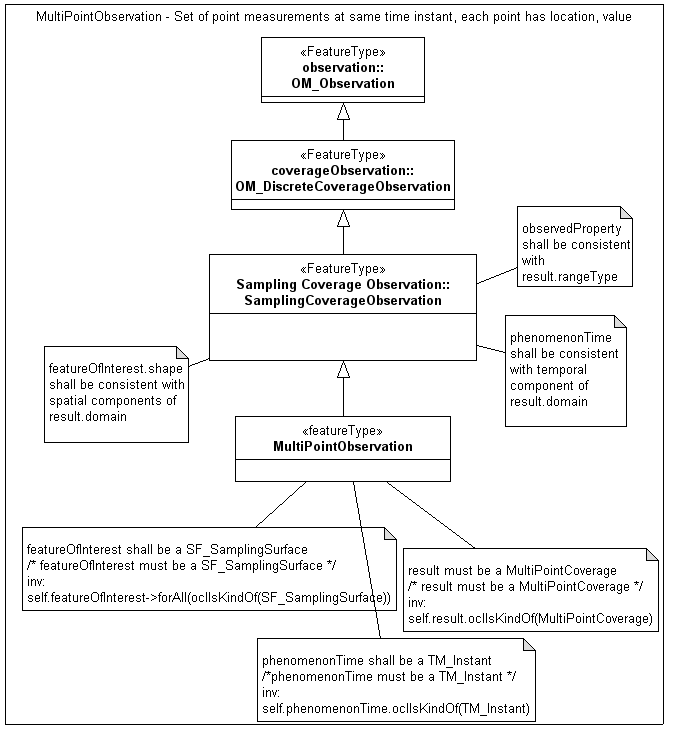 MultiPointObservation - Set of point measurements at same time instant, each point has location, value
«FeatureType»
observation::
OM_Observation
«FeatureType»
coverageObservation::
OM_DiscreteCoverageObservation
«FeatureType»
Sampling Coverage Observation::
SamplingCoverageObservation
observedProperty
shall be consistent
with
result.rangeType
phenomenonTime
shall be consistent
with temporal
component of
result.domain
featureOfInterest.shape
shall be consistent with
spatial components of
result.domain
«featureType»
MultiPointObservation
featureOfInterest shall be a SF_SamplingSurface
/* featureOfInterest must be a SF_SamplingSurface */
inv:
self.featureOfInterest->forAll(oclIsKindOf(SF_SamplingSurface))
result must be a MultiPointCoverage
/* result must be a MultiPointCoverage */
inv:
self.result.oclIsKindOf(MultiPointCoverage)
phenomenonTime shall be a TM_Instant
/*phenomenonTime must be a TM_Instant */
inv:
self.phenomenonTime.oclIsKindOf(TM_Instant)